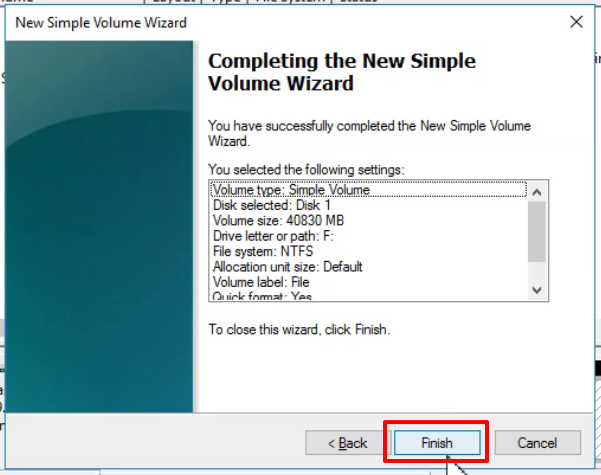 New Simple Volume Wizard
Completing the New Simple
Volume Wizard
You have successfully completed the New Simple Volume
Wizard.
You selected the following settings:
Volume type: Simple Volume
Disk selected: Disk 1
Volume size: 40830 MB
Drive letter or path: F:
File system: NTFS
Allocation unit size: Default
Volume label: File
Quick format: Yes
To close this wizard, click Finish.
< Back
Finish
Cancel